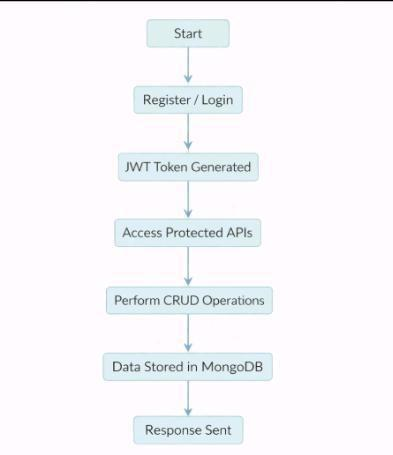 Start
Register / Login
JWT Token Generated
Access Protected APIs
Perform CRUD Operations
Data Stored in MongoDB
Response Sent